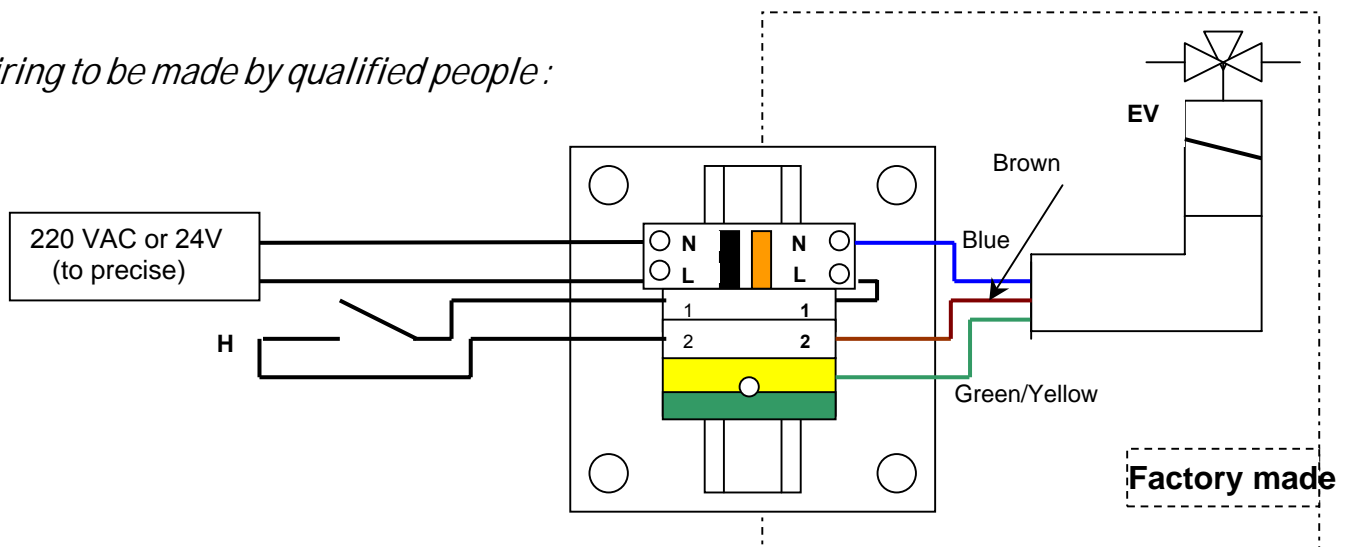 iring to be made by qualified people :
EV
Brown
220 VAC or 24V
(to precise)
N N
Blue
L L
1 1
H
2 2
Green/Yellow
Factory made